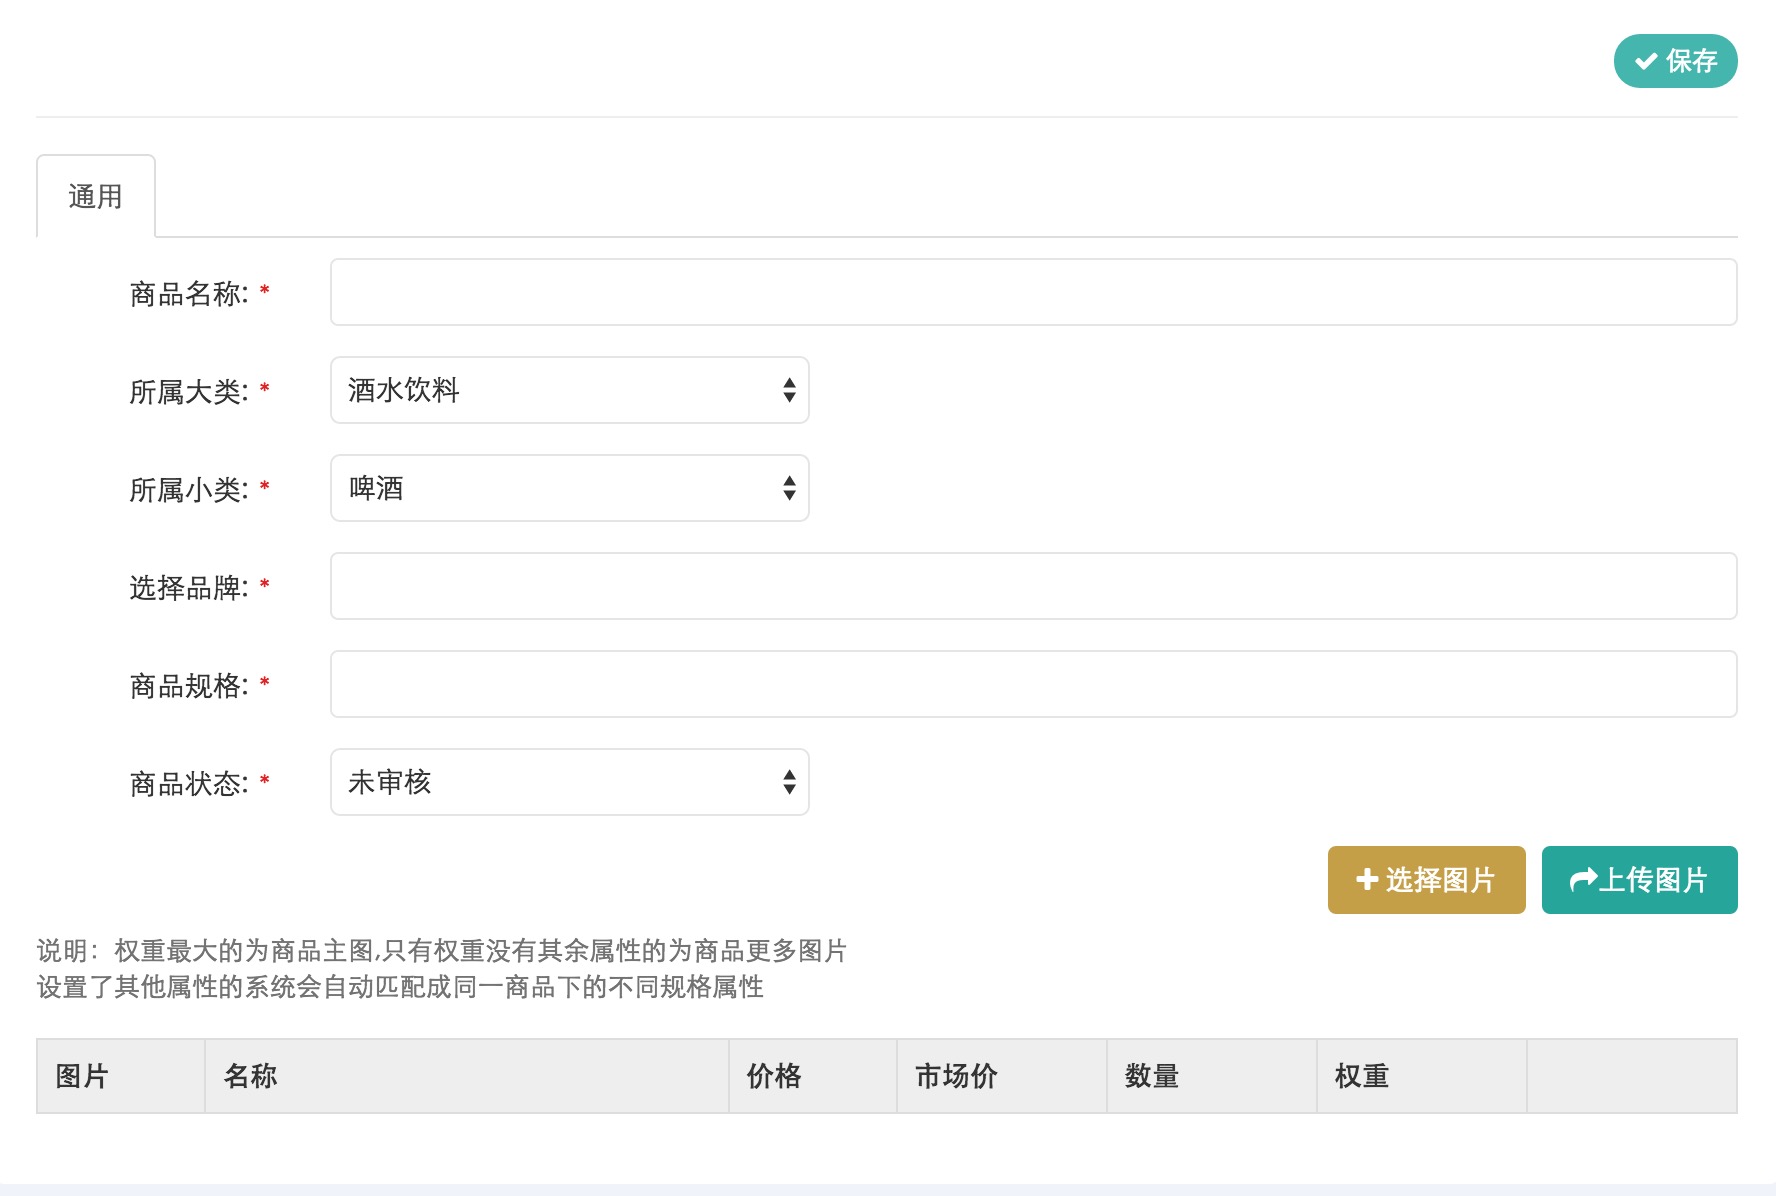 保存
通用
商品名称: *
所属大类: * 酒水饮料
所属小类: * 啤酒
选择品牌: *
商品规格: *
商品状态: * 未审核
选择图片 上传图片
说明：权重最大的为商品主图,只有权重没有其余属性的为商品更多图片
设置了其他属性的系统会自动匹配成同一商品下的不同规格属性
图片 名称 价格 市场价 数量 权重